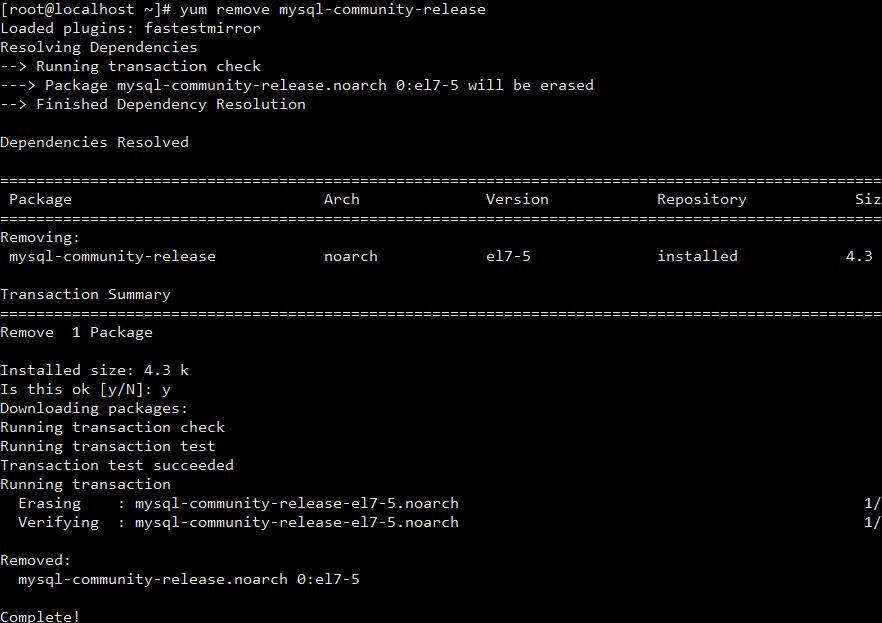 [root@localhost ~]# yum remove mysql-community-release
Loaded plugins: fastestmirror
Resolving Dependencies
--> Running transaction check
---> Package mysql-community-release.noarch 0:el7-5 will be erased
--> Finished Dependency Resolution
Dependencies Resolved
==================================================================================================
Package Arch Version Repository Siz
==================================================================================================
Removing:
mysql-community-release noarch el7-5 installed 4.3
Transaction Summary
==================================================================================================
Remove 1 Package
Installed size: 4.3 k
Is this ok [y/N]: y
Downloading packages:
Running transaction check
Running transaction test
Transaction test succeeded
Running transaction
Erasing : mysql-community-release-el7-5.noarch 1/
Verifying : mysql-community-release-el7-5.noarch 1/
Removed:
mysql-community-release.noarch 0:el7-5
Complete!